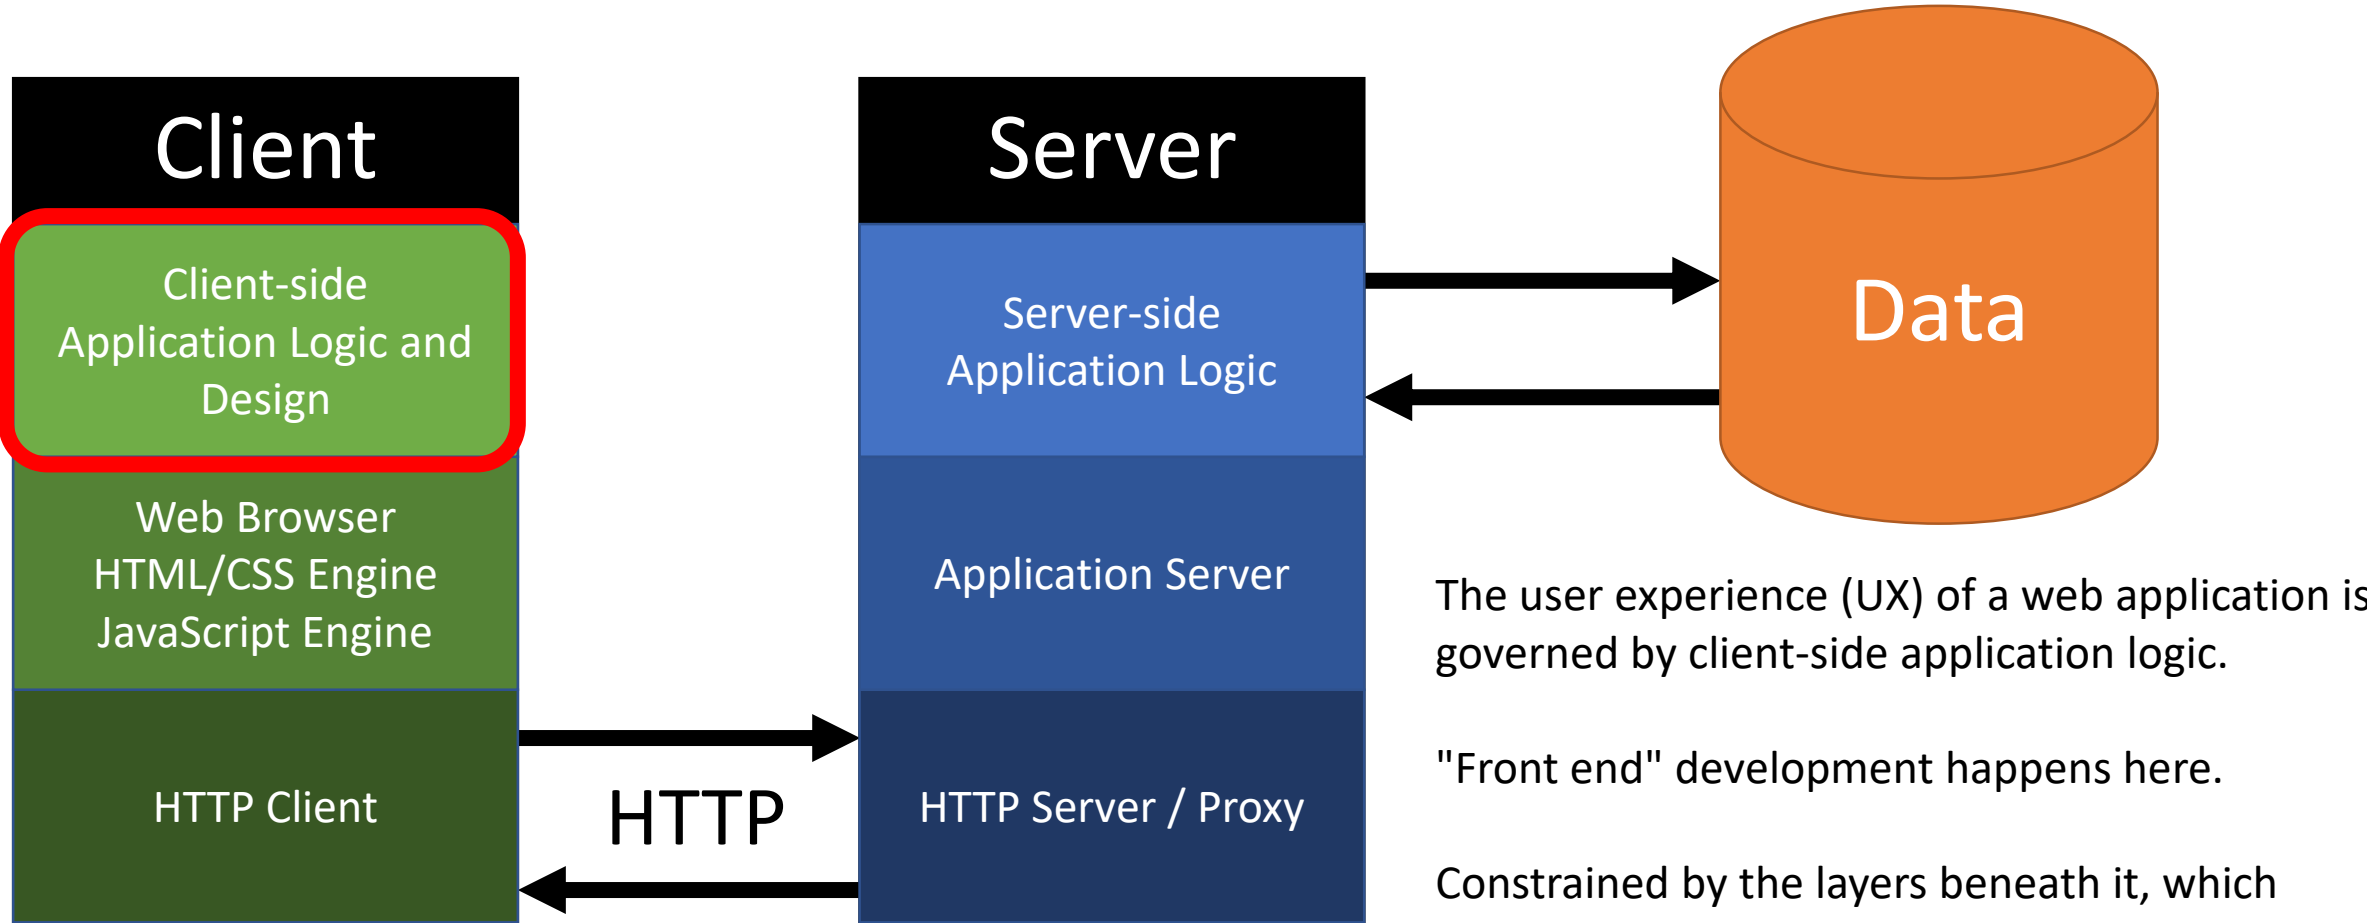 Client
Client-side
Application Logic and
Design
Web Browser
HTML/CSS Engine
JavaScript Engine
HTTP Client
HTTP
Server
Server-side
Application Logic
Application Server
HTTP Server / Proxy
Data
The user experience (UX) of a web application is
governed by client-side application logic.
"Front end" development happens here.
Constrained by the layers beneath it, which